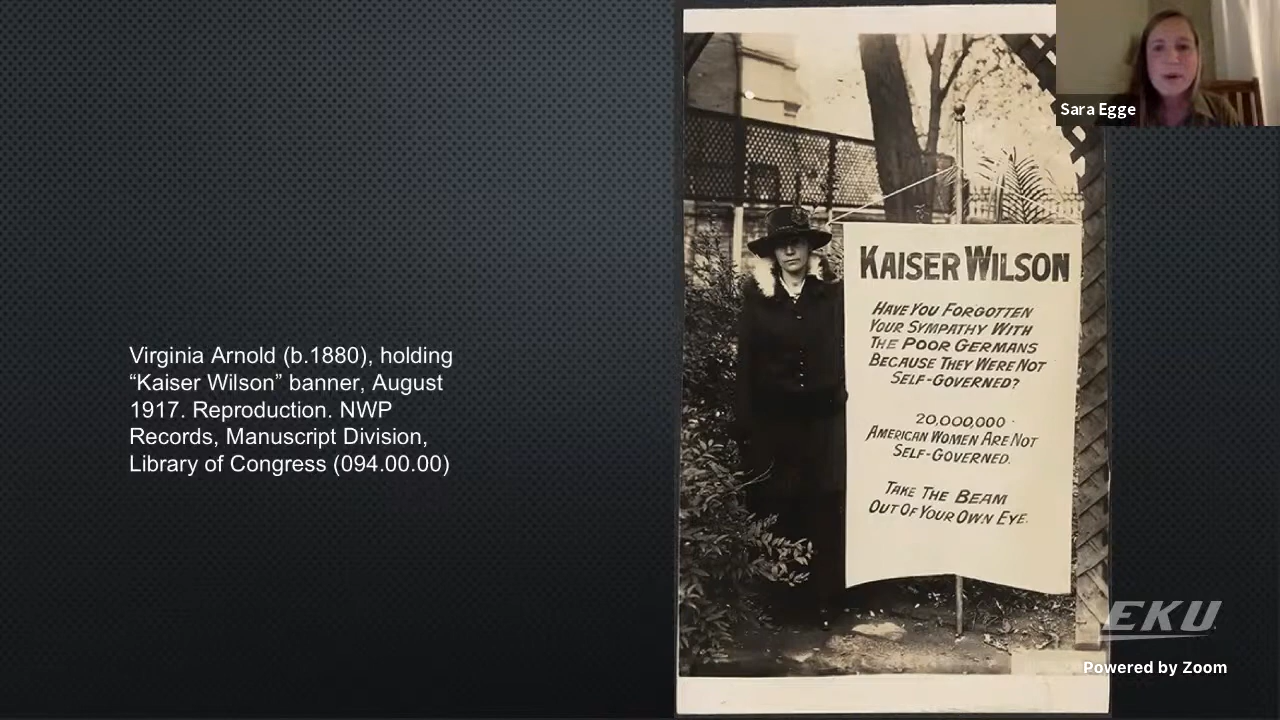 Virginia Arnold (b.1880), holding
“Kaiser Wilson” banner, August
1917. Reproduction. NWP
Records, Manuscript Division,
Library of Congress (094.00.00)
KAISER WILSON
HAVE YOU FORGOTTEN
YOUR SYMPATHY WITH
THE POOR GERMANS
BECAUSE THEY WERE NOT
SELF-GOVERNED?
20,000,000
AMERICAN WOMEN ARE NOT
SELF-GOVERNED.
TAKE THE BEAM
OUT OF YOUR OWN EYE.
Sara Egge
EKU
Powered by Zoom